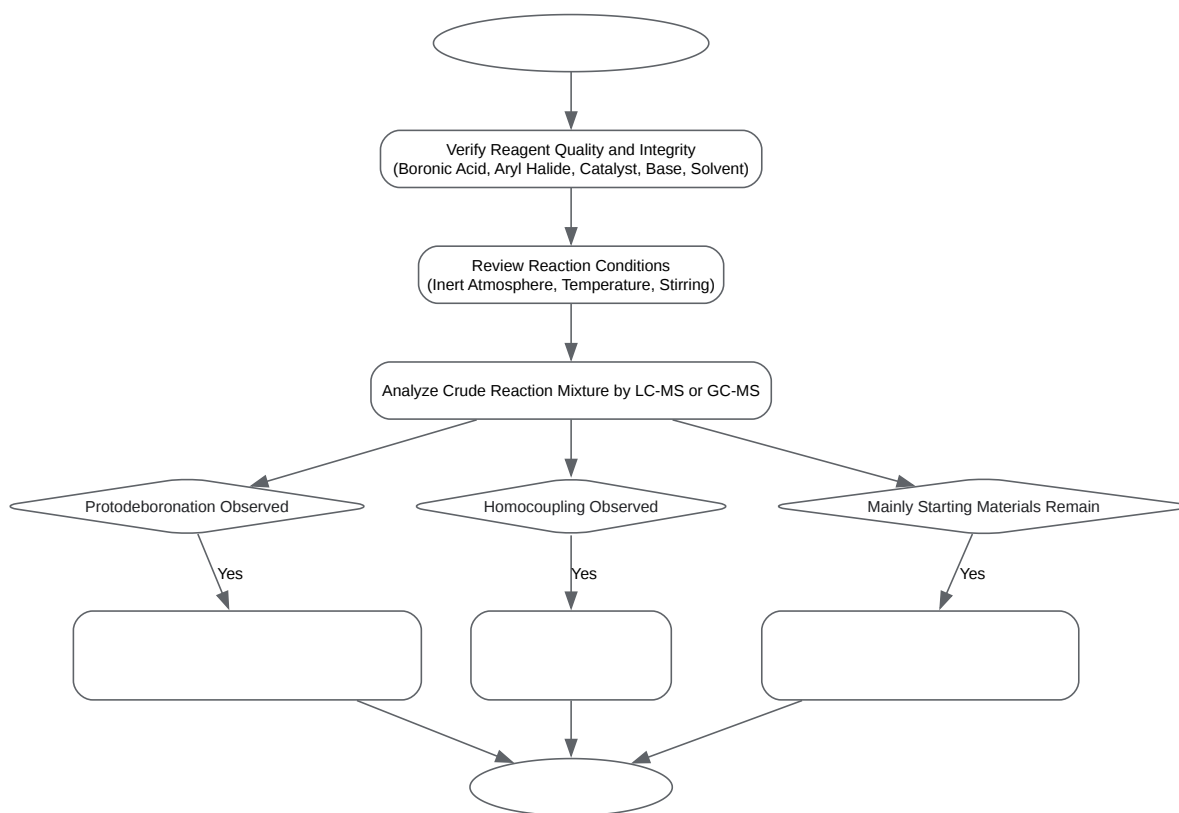 Verify Reagent Quality and Integrity
(Boronic Acid, Aryl Halide, Catalyst, Base, Solvent)
Review Reaction Conditions
(Inert Atmosphere, Temperature, Stirring)
Analyze Crude Reaction Mixture by LC-MS or GC-MS
Protodeboronation Observed
Homocoupling Observed
Mainly Starting Materials Remain
Yes
Yes
Yes